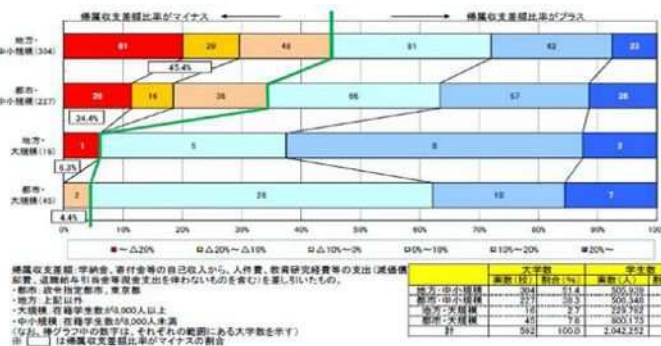 帰属収支差額比率がマイナス
帰属収支差額比率がプラス
地方・
中小規模(304)
61 29 48 81 62 23
45.4%
都市・
中小規模(227)
26 16 36 66 57 26
24.4%
地方・
大規模(16)
1 5 8 2
6.3%
都市・
大規模(45)
2 26 10 7
4.4%
0% 10% 20% 30% 40% 50% 60% 70% 80% 90% 100%
~△20% △20%~△10% △10%~0% 0%~10% 10%~20% 20%~
帰属収支差額:学納金、寄付金等の自己収入から、人件費、教育研究経費等の支出(減価償
却費、退職給与引当金等現金支出を伴わないものを含む)を差し引いたもの。
・都市:政令指定都市、東京都
・地方:上記以外
・大規模:在籍学生数が8,000人以上
・中小規模:在籍学生数が8,000人未満
(なお、棒グラフ中の数字は、それぞれの範囲にある大学数を示す)
※ は帰属収支差額比率がマイナスの割合
大学数 学生数
実数(校) 割合(%) 実数(人)
地方・中小規模 304 51.4
都市・中小規模 227 38.3
地方・大規模 16 2.7
都市・大規模 45 7.6
計 592 100.0 2,042,252